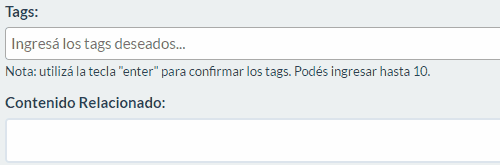 Tags:
Ingresá los tags deseados...
Nota: utilizá la tecla "enter" para confirmar los tags. Podés ingresar hasta 10.
Contenido Relacionado: